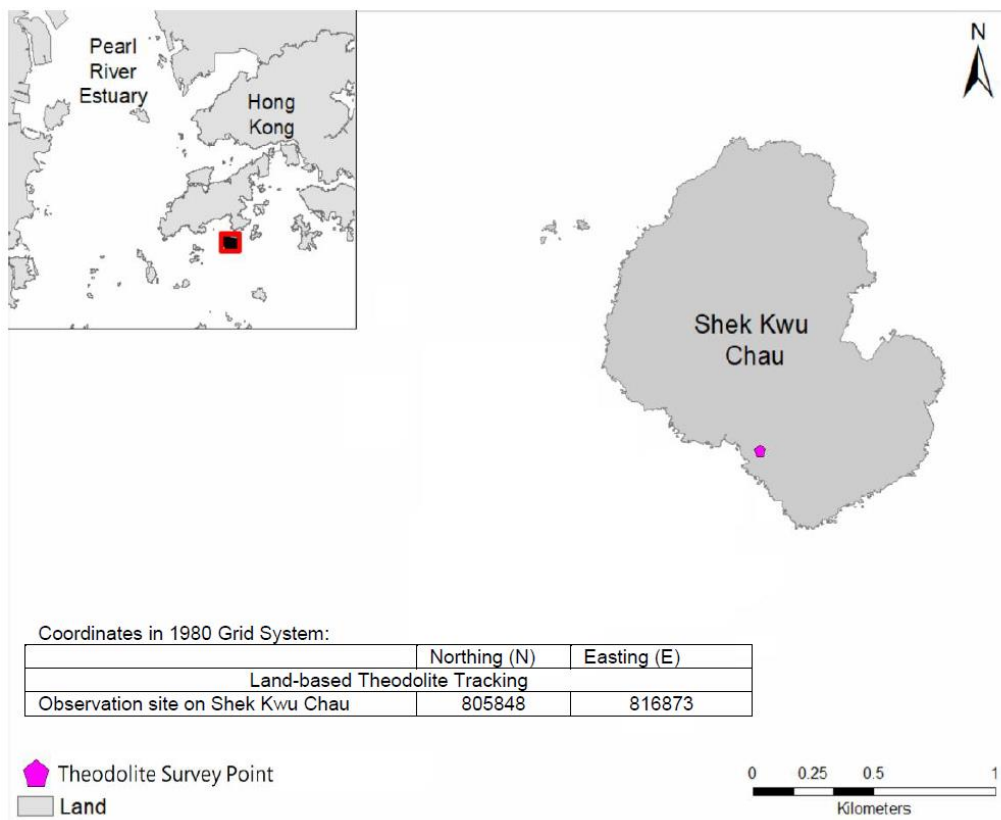 Pearl
River
Estuary
Hong
Kong
N
Shek Kwu
Chau
Coordinates in 1980 Grid System:
Northing (N) Easting (E)
Land-based Theodolite Tracking
Observation site on Shek Kwu Chau 805848 816873
Theodolite Survey Point
Land
0 0.25 0.5 1
Kilometers